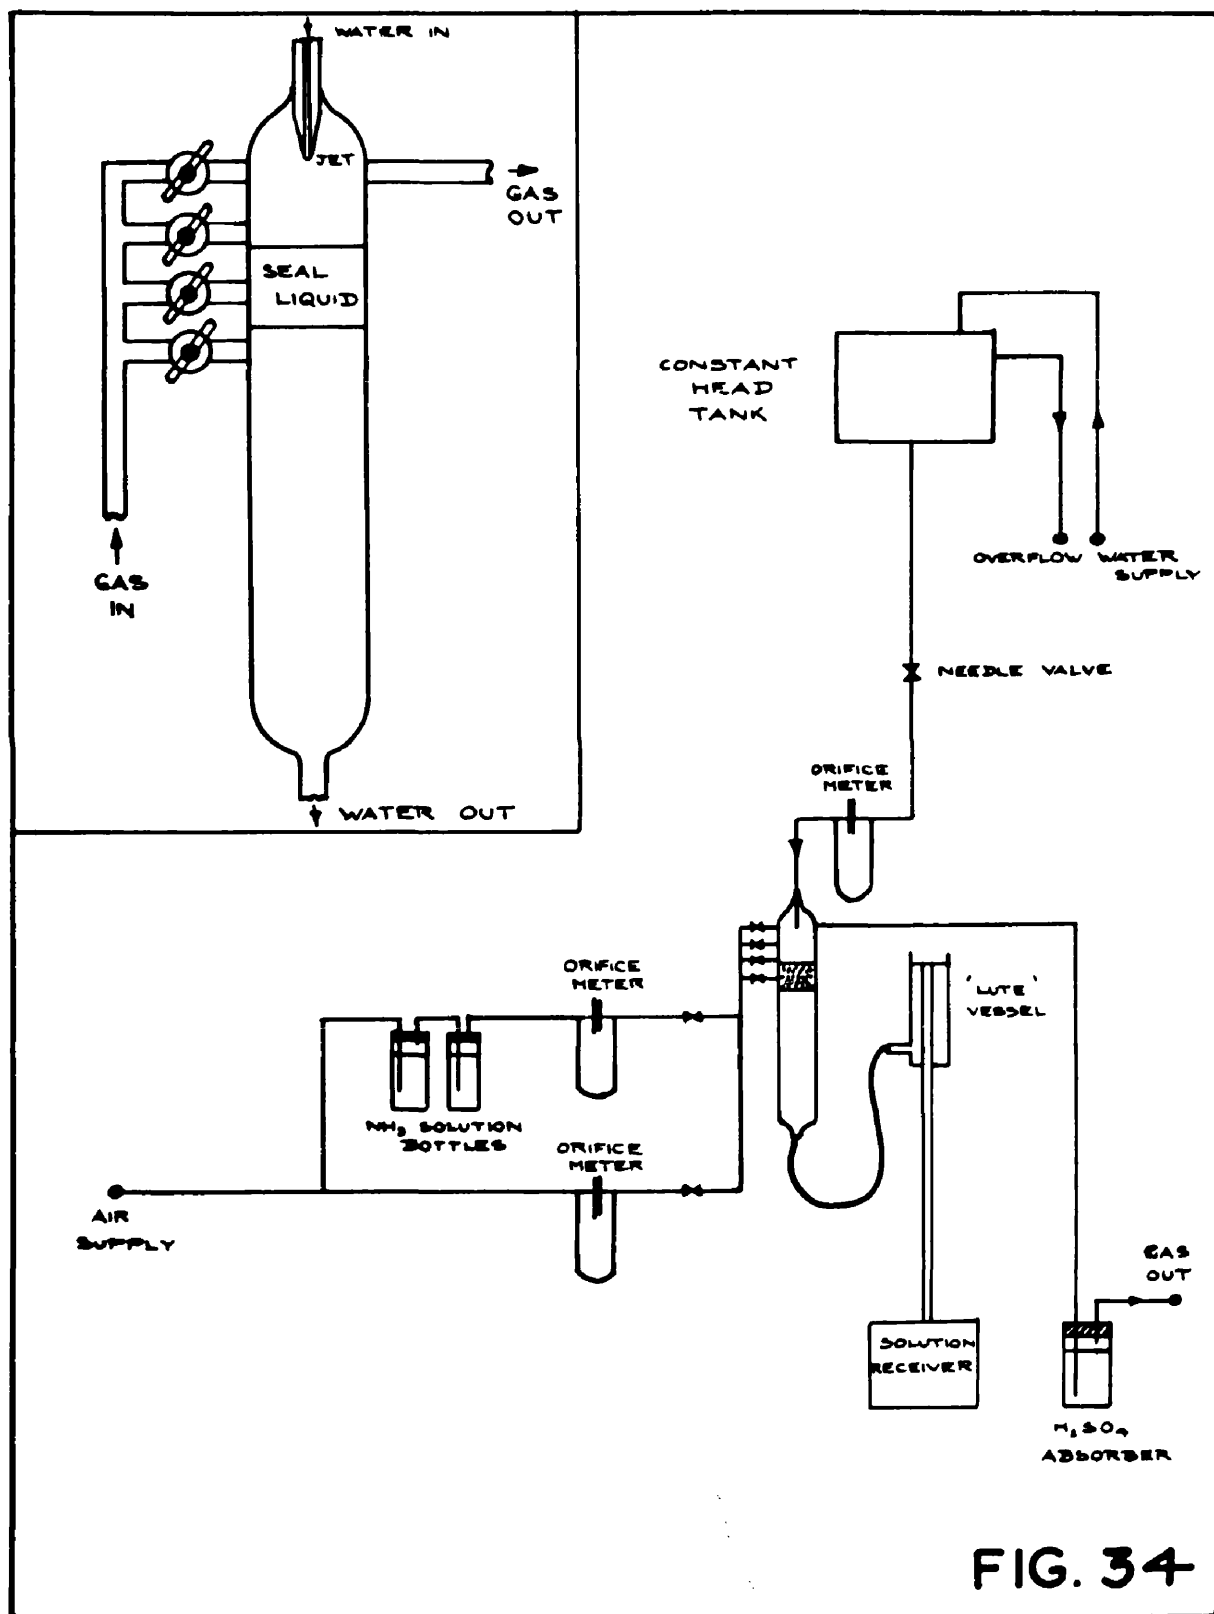 WATER IN
JET
GAS
OUT
SEAL
LIQUID
GAS
IN
WATER OUT
CONSTANT
HEAD
TANK
OVERFLOW
WATER
SUPPLY
NEEDLE VALVE
ORIFICE
METER
ORIFICE
METER
'LUTE'
VESSEL
NH₃ SOLUTION
BOTTLES
ORIFICE
METER
AIR
SUPPLY
GAS
OUT
SOLUTION
RECEIVER
H₂SO₄
ABSORBER
FIG. 34